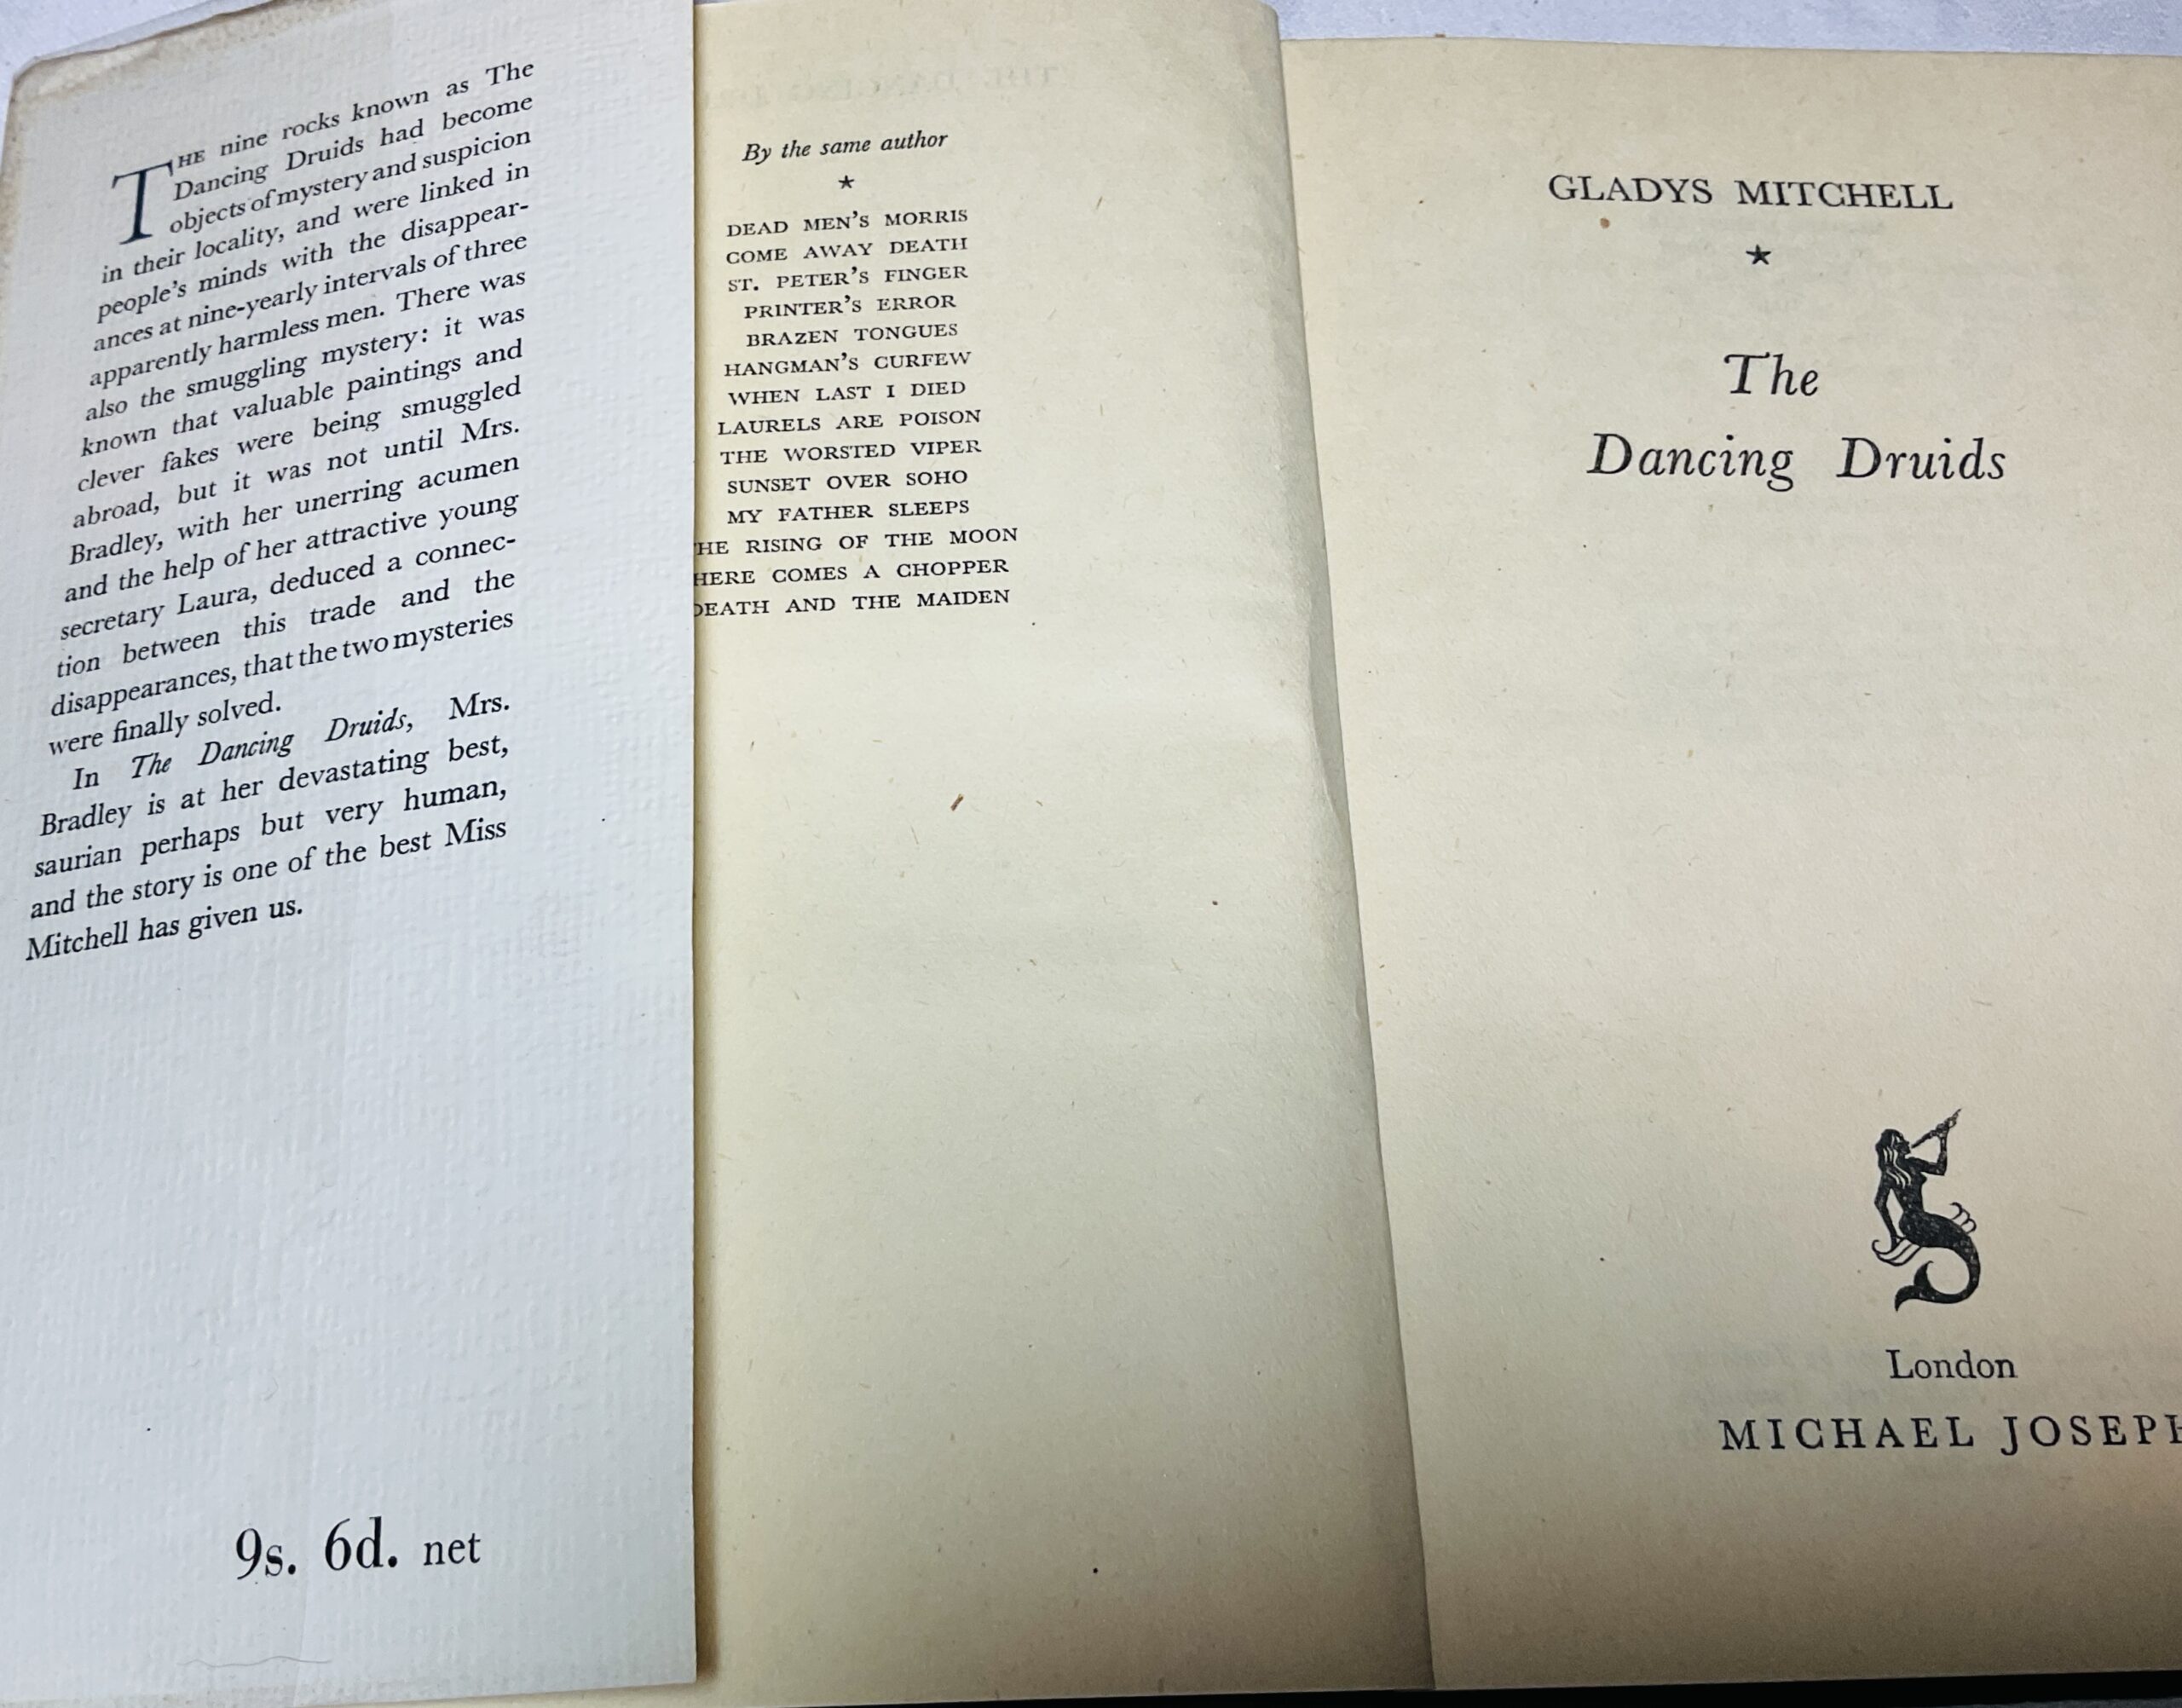 THE nine rocks known as The
Dancing Druids had become
objects of mystery and suspicion
in their locality, and were linked in
people's minds with the disappear-
ances at nine-yearly intervals of three
apparently harmless men. There was
also the smuggling mystery: it was
known that valuable paintings and
clever fakes were being smuggled
abroad, but it was not until Mrs.
Bradley, with her unerring acumen
and the help of her attractive young
secretary Laura, deduced a connec-
tion between this trade and the
disappearances, that the two mysteries
were finally solved.
In The Dancing Druids, Mrs.
Bradley is at her devastating best,
saurian perhaps but very human,
and the story is one of the best Miss
Mitchell has given us.
9s. 6d. net
By the same author
★
DEAD MEN'S MORRIS
COME AWAY DEATH
ST. PETER'S FINGER
PRINTER'S ERROR
BRAZEN TONGUES
HANGMAN'S CURFEW
WHEN LAST I DIED
LAURELS ARE POISON
THE WORSTED VIPER
SUNSET OVER SOHO
MY FATHER SLEEPS
THE RISING OF THE MOON
HERE COMES A CHOPPER
DEATH AND THE MAIDEN
GLADYS MITCHELL
★
The
Dancing Druids
London
MICHAEL JOSEPH